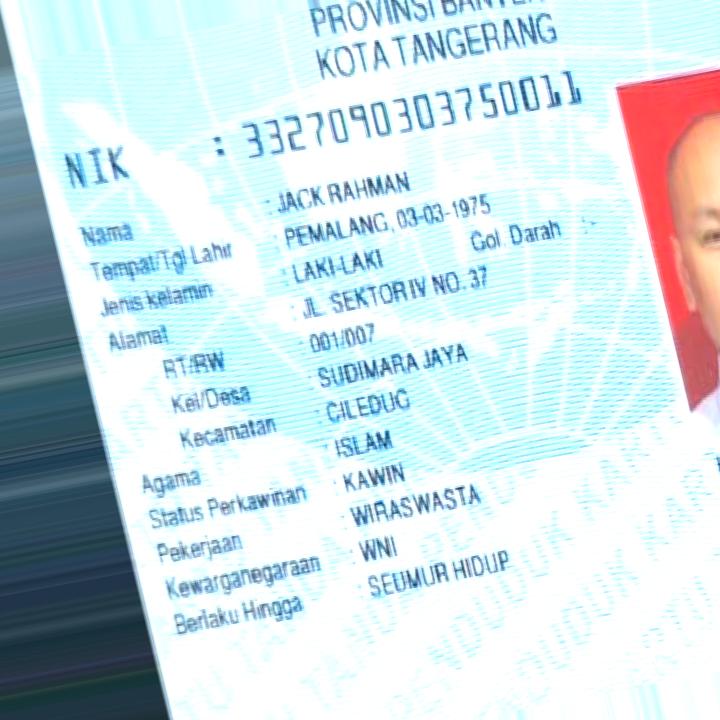 PROVINSI BANTEN
KOTA TANGERANG
NIK : 3327090303750011
Nama : JACK RAHMAN
Tempat/Tgl Lahir : PEMALANG, 03-03-1975
Jenis kelamin : LAKI-LAKI Gol. Darah : -
Alamat : JL. SEKTOR IV NO. 37
RT/RW : 001/007
Kel/Desa : SUDIMARA JAYA
Kecamatan : CILEDUG
Agama : ISLAM
Status Perkawinan : KAWIN
Pekerjaan : WIRASWASTA
Kewarganegaraan : WNI
Berlaku Hingga : SEUMUR HIDUP